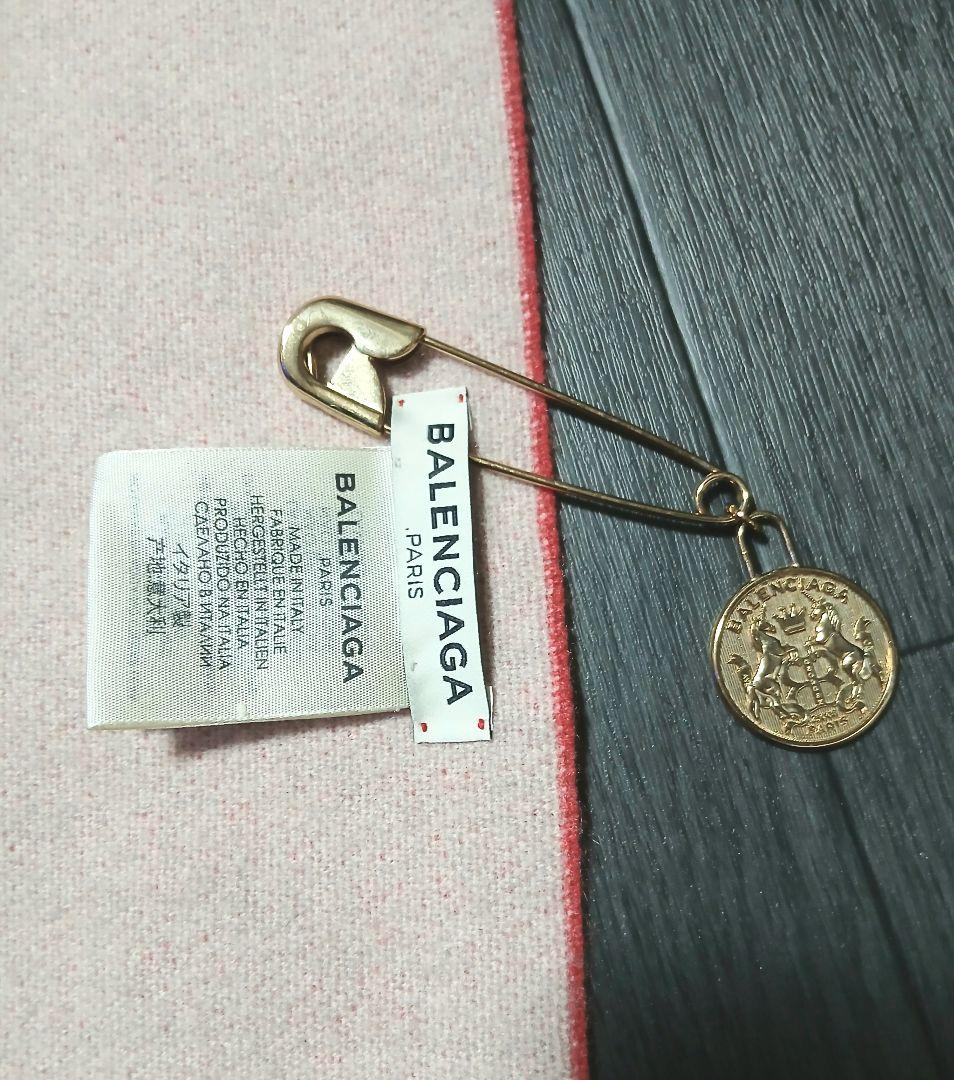 BALENCIAGA
PARIS
BALENCIAGA
PARIS
MADE IN ITALY
FABRIQUE EN ITALIE
HERGESTELLT IN ITALIEN
HECHO EN ITALIA
PRODUZIDO NA ITALIA
СДЕЛАНО В ИТАЛИИ
イタリア製
产地:意大利
BALENCIAGA
PARIS